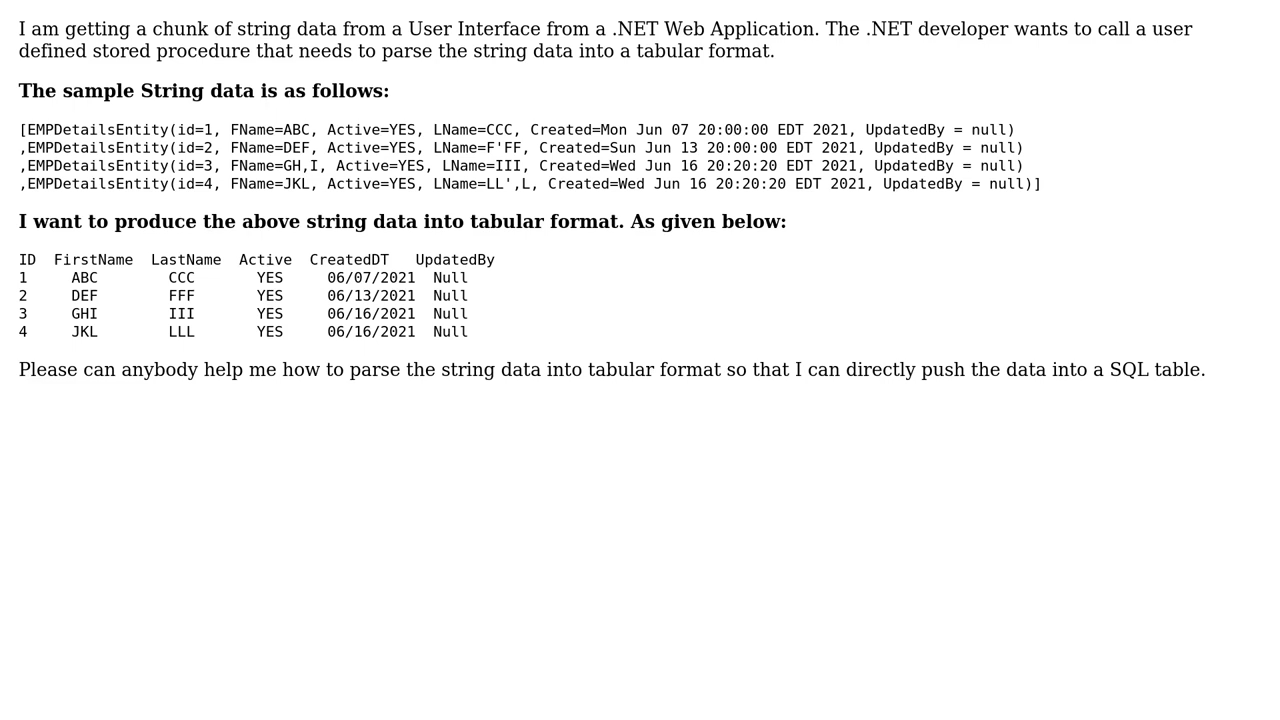 I am getting a chunk of string data from a User Interface from a .NET Web Application. The .NET developer wants to call a user
defined stored procedure that needs to parse the string data into a tabular format.
The sample String data is as follows:
[EMPDetailsEntity(id=1, FName=ABC, Active=YES, LName=CCC, Created=Mon Jun 07 20:00:00 EDT 2021, UpdatedBy = null)
,EMPDetailsEntity(id=2, FName=DEF, Active=YES, LName=F'FF, Created=Sun Jun 13 20:00:00 EDT 2021, UpdatedBy = null)
,EMPDetailsEntity(id=3, FName=GH,I, Active=YES, LName=III, Created=Wed Jun 16 20:20:20 EDT 2021, UpdatedBy = null)
,EMPDetailsEntity(id=4, FName=JKL, Active=YES, LName=LL',L, Created=Wed Jun 16 20:20:20 EDT 2021, UpdatedBy = null)]
I want to produce the above string data into tabular format. As given below:
ID  FirstName  LastName  Active  CreatedDT   UpdatedBy
1     ABC        CCC       YES     06/07/2021  Null
2     DEF        FFF       YES     06/13/2021  Null
3     GHI        III       YES     06/16/2021  Null
4     JKL        LLL       YES     06/16/2021  Null
Please can anybody help me how to parse the string data into tabular format so that I can directly push the data into a SQL table.